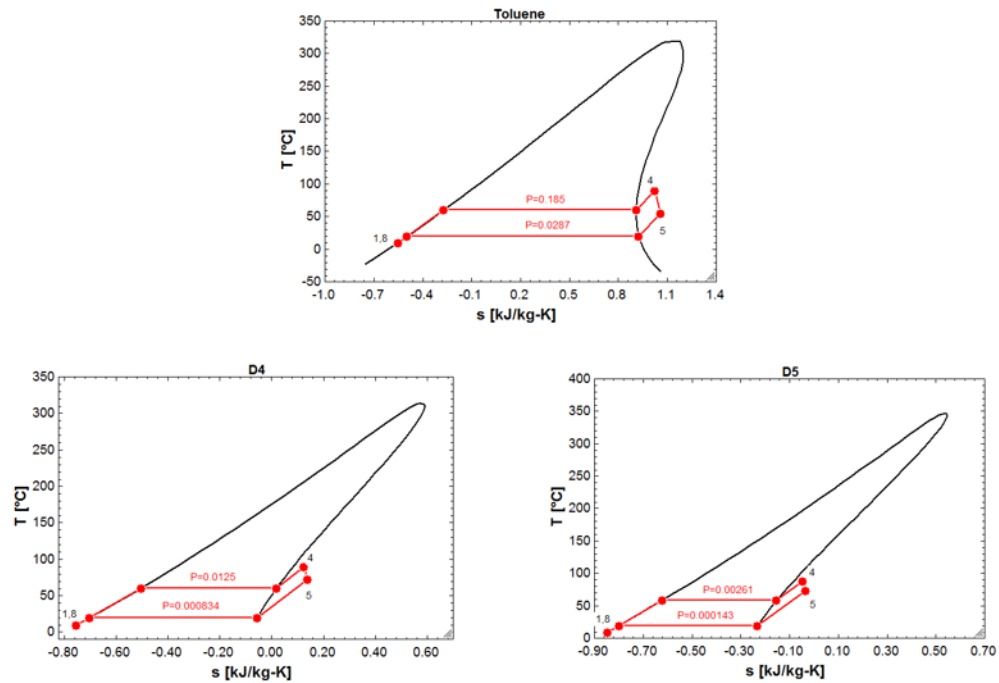 Toluene
350
300
250
200
150
100
50
0
-50
T [ºC]
P=0.185
P=0.0287
4
5
1,8
-1.0 -0.7 -0.4 -0.1 0.2 0.5 0.8 1.1 1.4
s [kJ/kg-K]
D4
350
300
250
200
150
100
50
0
T [ºC]
P=0.0125
P=0.000834
4
5
1,8
-0.80 -0.60 -0.40 -0.20 0.00 0.20 0.40 0.60
s [kJ/kg-K]
D5
400
350
300
250
200
150
100
50
0
T [ºC]
P=0.00261
P=0.000143
4
5
1,8
-0.90 -0.70 -0.50 -0.30 -0.10 0.10 0.30 0.50 0.70
s [kJ/kg-K]